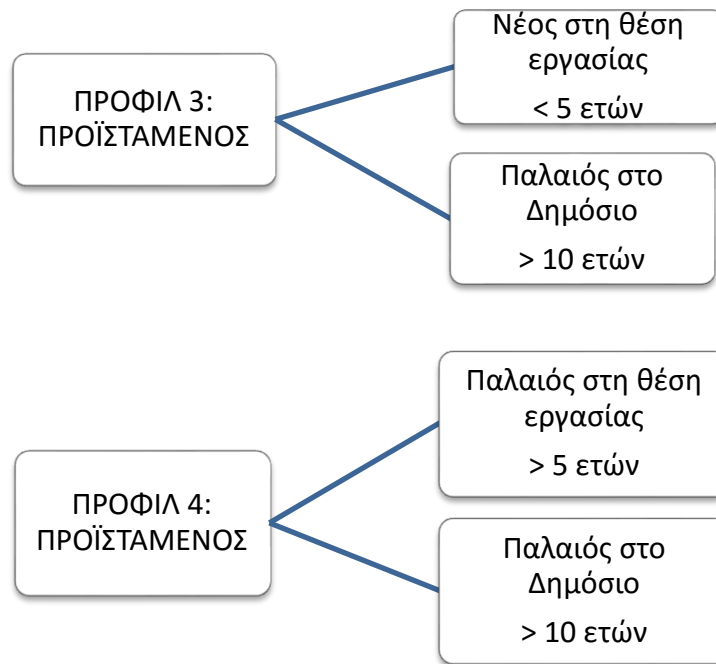 ΠΡΟΦΙΛ 3:
ΠΡΟΪΣΤΑΜΕΝΟΣ
Νέος στη θέση
εργασίας
< 5 ετών
Παλαιός στο
Δημόσιο
> 10 ετών
ΠΡΟΦΙΛ 4:
ΠΡΟΪΣΤΑΜΕΝΟΣ
Παλαιός στη θέση
εργασίας
> 5 ετών
Παλαιός στο
Δημόσιο
> 10 ετών